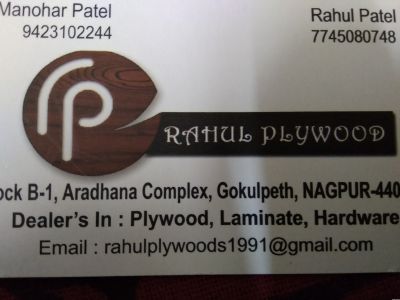 Manohar Patel
9423102244
Rahul Patel
7745080748
rp
RAHUL PLYWOOD
ock B-1, Aradhana Complex, Gokulpeth, NAGPUR-440
Dealer's In : Plywood, Laminate, Hardware
Email : rahulplywoods1991@gmail.com